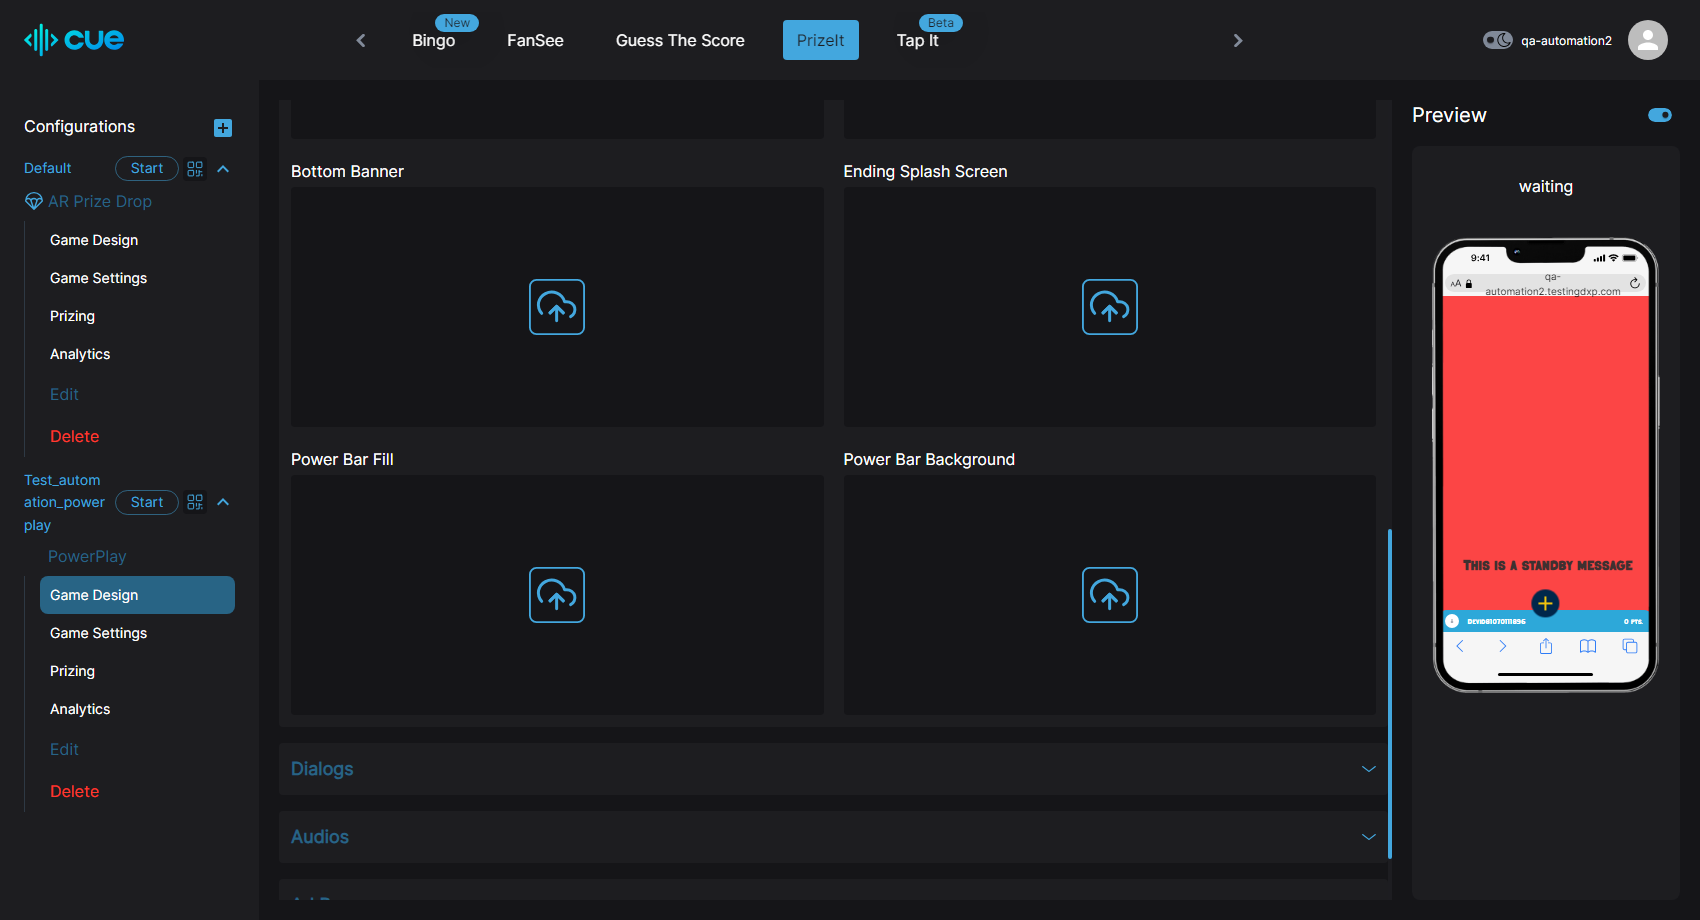 cue
Bingo
New
FanSee
Guess The Score
PrizeIt
Tap It
Beta
qa-automation2
Configurations
Default
Start
AR Prize Drop
Game Design
Game Settings
Prizing
Analytics
Edit
Delete
Test_autom
ation_power
play
Start
PowerPlay
Game Design
Game Settings
Prizing
Analytics
Edit
Delete
Bottom Banner
Ending Splash Screen
Power Bar Fill
Power Bar Background
Dialogs
Audios
Preview
waiting
9:41
AA
qa-
automation2.testingdxp.com
This is a standby message
0 PTS.